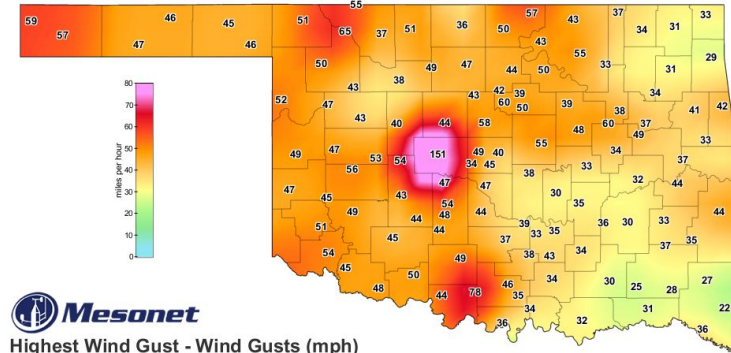 55
59 57 46 45 51 65 37 51 36 50 57 43 37 34 31 33
47 46 43 55 33 31 29
50 38 49 47 44 50 34
52 47 43 43 42 39 60 50 39 38 41 42
43 40 44 58 55 48 60 37 49 33
49 47 53 54 151 49 40 34 45 34 37
56 47 47 38 33 32 44
47 45 43 54 30 35
49 44 48 44 36 30 33 44
51 45 44 37 39 33 35 37 35
54 45 49 38 43 34
50 34 30 25 28 27
48 44 78 46 35 34 31 22
36 32 36
80
70
60
50
40
30
20
10
0
miles per hour
Mesonet
Highest Wind Gust - Wind Gusts (mph)